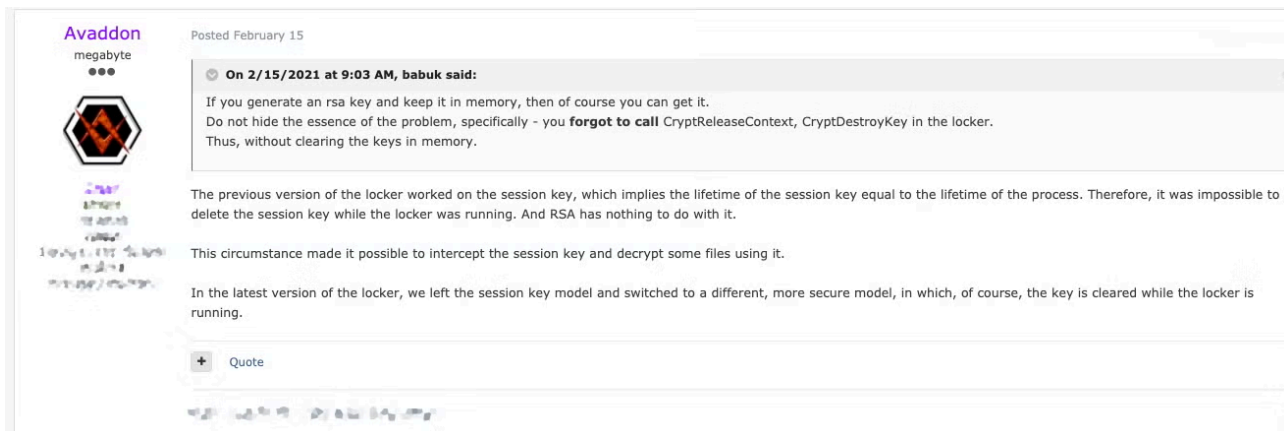 Avaddon
megabyte
Posted February 15
On 2/15/2021 at 9:03 AM, babuk said:
If you generate an rsa key and keep it in memory, then of course you can get it.
Do not hide the essence of the problem, specifically - you forgot to call CryptReleaseContext, CryptDestroyKey in the locker.
Thus, without clearing the keys in memory.
The previous version of the locker worked on the session key, which implies the lifetime of the session key equal to the lifetime of the process. Therefore, it was impossible to
delete the session key while the locker was running. And RSA has nothing to do with it.
This circumstance made it possible to intercept the session key and decrypt some files using it.
In the latest version of the locker, we left the session key model and switched to a different, more secure model, in which, of course, the key is cleared while the locker is
running.
+ Quote